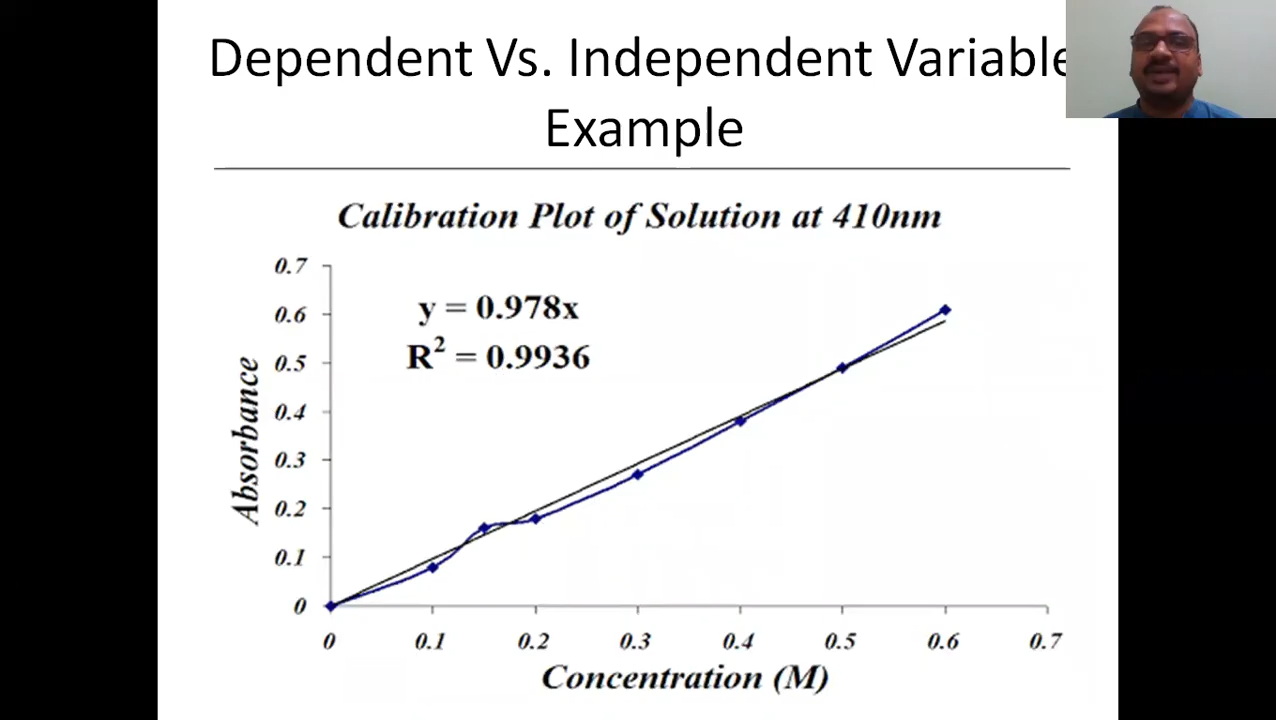 Dependent Vs. Independent Variable
Example
Calibration Plot of Solution at 410nm
y = 0.978x
R² = 0.9936
Absorbance
0.7
0.6
0.5
0.4
0.3
0.2
0.1
0
0 0.1 0.2 0.3 0.4 0.5 0.6 0.7
Concentration (M)